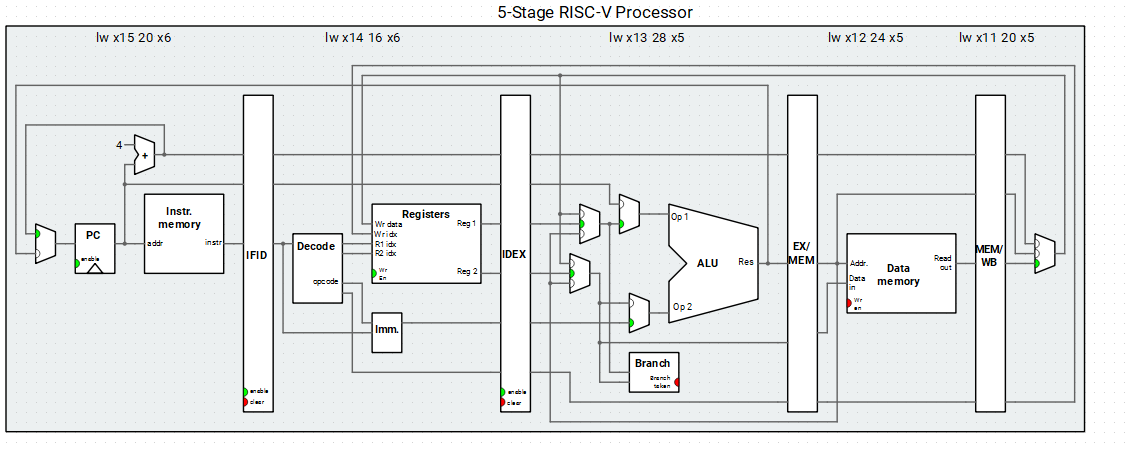 5-Stage RISC-V Processor
lw x15 20 x6
lw x14 16 x6
lw x13 28 x5
lw x12 24 x5
lw x11 20 x5
4
+
Instr.
memory
addr
instr
PC
enable
IFID
enable
clear
Decode
opcode
Registers
Wr data
Wr idx
R1 idx
R2 idx
Wr
En
Reg 1
Reg 2
Imm.
IDEX
enable
clear
Op 1
ALU
Res
Op 2
Branch
Branch
taken
EX/
MEM
Addr.
Data
in
Wr
en
Data
memory
Read
out
MEM/
WB